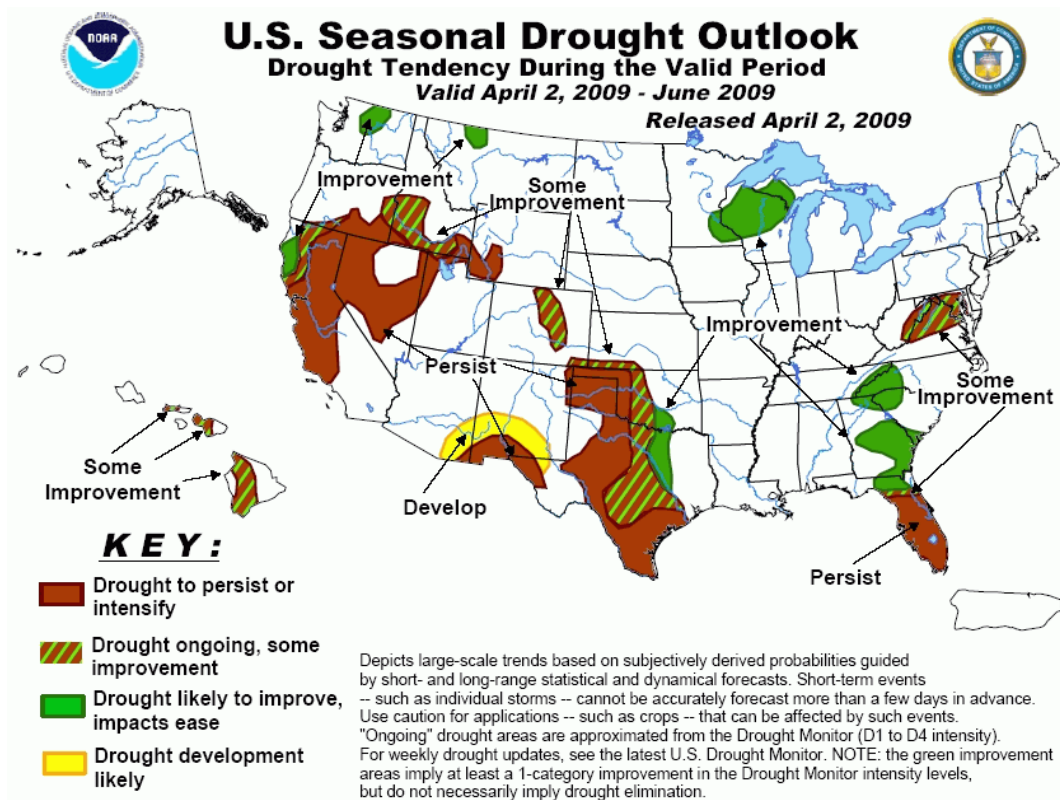 NOAA
U.S. Seasonal Drought Outlook
Drought Tendency During the Valid Period
Valid April 2, 2009 - June 2009
Released April 2, 2009
Improvement
Some
Improvement
Improvement
Persist
Some
Improvement
Some
Improvement
Develop
Persist
KEY:
Drought to persist or
intensify
Drought ongoing, some
improvement
Drought likely to improve,
impacts ease
Drought development
likely
Depicts large-scale trends based on subjectively derived probabilities guided
by short- and long-range statistical and dynamical forecasts. Short-term events
-- such as individual storms -- cannot be accurately forecast more than a few days in advance.
Use caution for applications -- such as crops -- that can be affected by such events.
"Ongoing" drought areas are approximated from the Drought Monitor (D1 to D4 intensity).
For weekly drought updates, see the latest U.S. Drought Monitor. NOTE: the green improvement
areas imply at least a 1-category improvement in the Drought Monitor intensity levels,
but do not necessarily imply drought elimination.